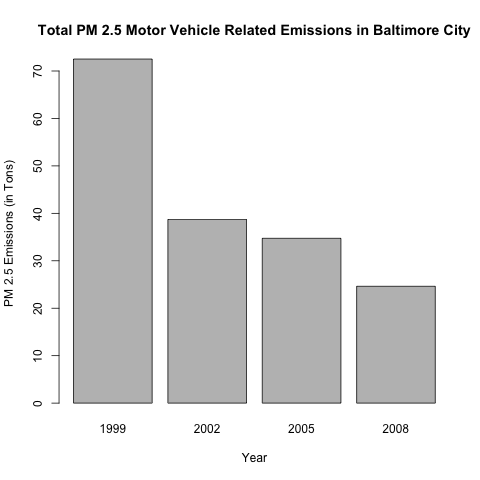 Total PM 2.5 Motor Vehicle Related Emissions in Baltimore City
PM 2.5 Emissions (in Tons)
70
60
50
40
30
20
10
0
1999 2002 2005 2008
Year